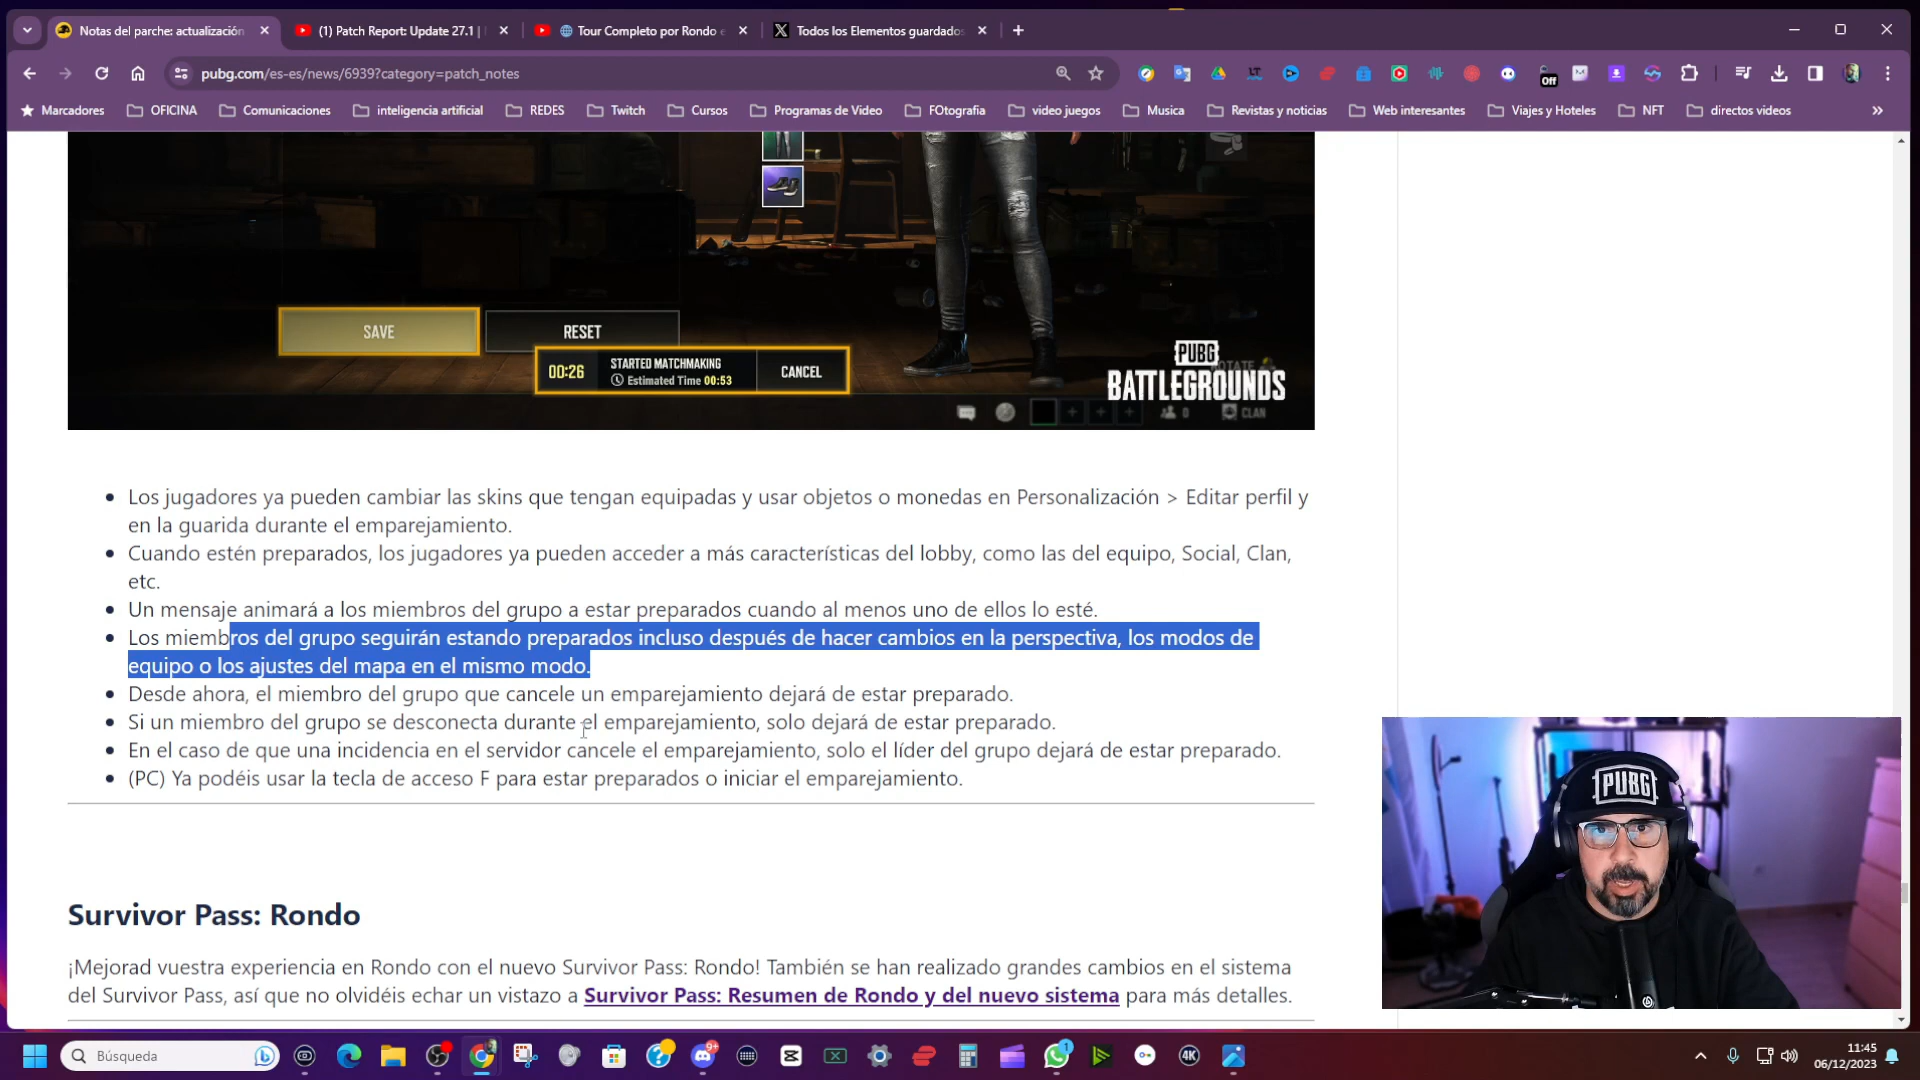 Notas del parche: actualización
(1) Patch Report: Update 27.1 |
Tour Completo por Rondo
Todos los Elementos guardados
pubg.com/es-es/news/6939?category=patch_notes
Off
Marcadores
OFICINA
Comunicaciones
inteligencia artificial
REDES
Twitch
Cursos
Programas de Video
FOtografia
video juegos
Musica
Revistas y noticias
Web interesantes
Viajes y Hoteles
NFT
directos videos
SAVE
RESET
00:26
STARTED MATCHMAKING
Estimated Time 00:53
CANCEL
PUBG
ROTATE
BATTLEGROUNDS
0
CLAN
Los jugadores ya pueden cambiar las skins que tengan equipadas y usar objetos o monedas en Personalización > Editar perfil y
en la guarida durante el emparejamiento.
Cuando estén preparados, los jugadores ya pueden acceder a más características del lobby, como las del equipo, Social, Clan,
etc.
Un mensaje animará a los miembros del grupo a estar preparados cuando al menos uno de ellos lo esté.
Los miembros del grupo seguirán estando preparados incluso después de hacer cambios en la perspectiva, los modos de
equipo o los ajustes del mapa en el mismo modo.
Desde ahora, el miembro del grupo que cancele un emparejamiento dejará de estar preparado.
Si un miembro del grupo se desconecta durante el emparejamiento, solo dejará de estar preparado.
En el caso de que una incidencia en el servidor cancele el emparejamiento, solo el líder del grupo dejará de estar preparado.
(PC) Ya podéis usar la tecla de acceso F para estar preparados o iniciar el emparejamiento.
PUBG
Survivor Pass: Rondo
¡Mejorad vuestra experiencia en Rondo con el nuevo Survivor Pass: Rondo! También se han realizado grandes cambios en el sistema
del Survivor Pass, así que no olvidéis echar un vistazo a Survivor Pass: Resumen de Rondo y del nuevo sistema para más detalles.
Búsqueda
9+
1
4K
11:45
06/12/2023